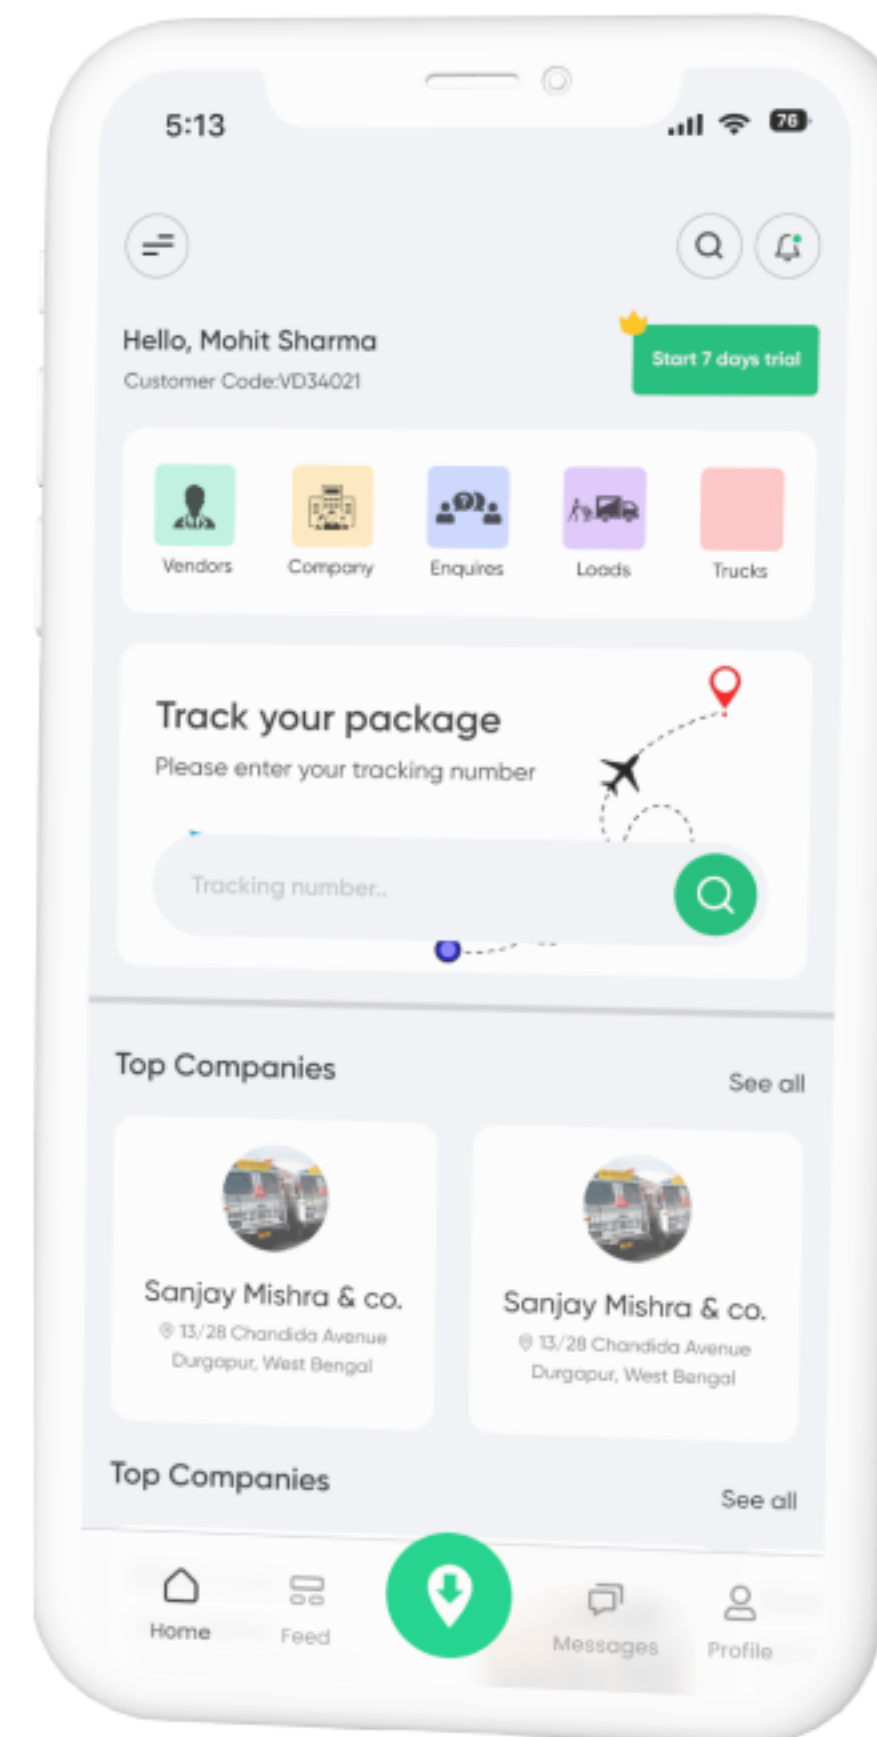 5:13
76
Hello, Mohit Sharma
Start 7 days trial
Customer Code:VD34021
Vendors
Company
Enquires
Loads
Trucks
Track your package
Please enter your tracking number
Tracking number..
Top Companies
See all
Sanjay Mishra & co.
13/28 Chandida Avenue
Durgapur, West Bengal
Sanjay Mishra & co.
13/28 Chandida Avenue
Durgapur, West Bengal
Top Companies
See all
Home
Feed
Messages
Profile